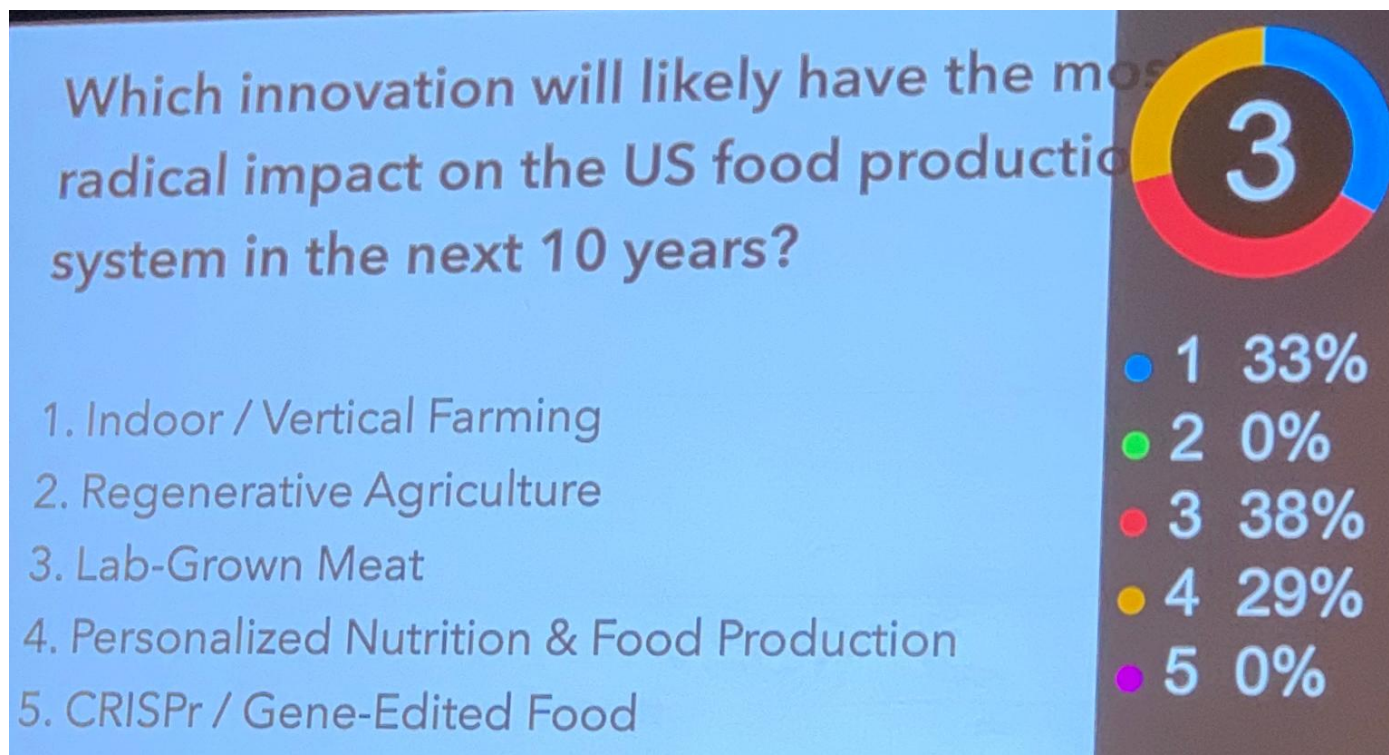 Which innovation will likely have the mos
radical impact on the US food productio
system in the next 10 years?
1. Indoor / Vertical Farming
2. Regenerative Agriculture
3. Lab-Grown Meat
4. Personalized Nutrition & Food Production
5. CRISPr / Gene-Edited Food
3
1 33%
2 0%
3 38%
4 29%
5 0%